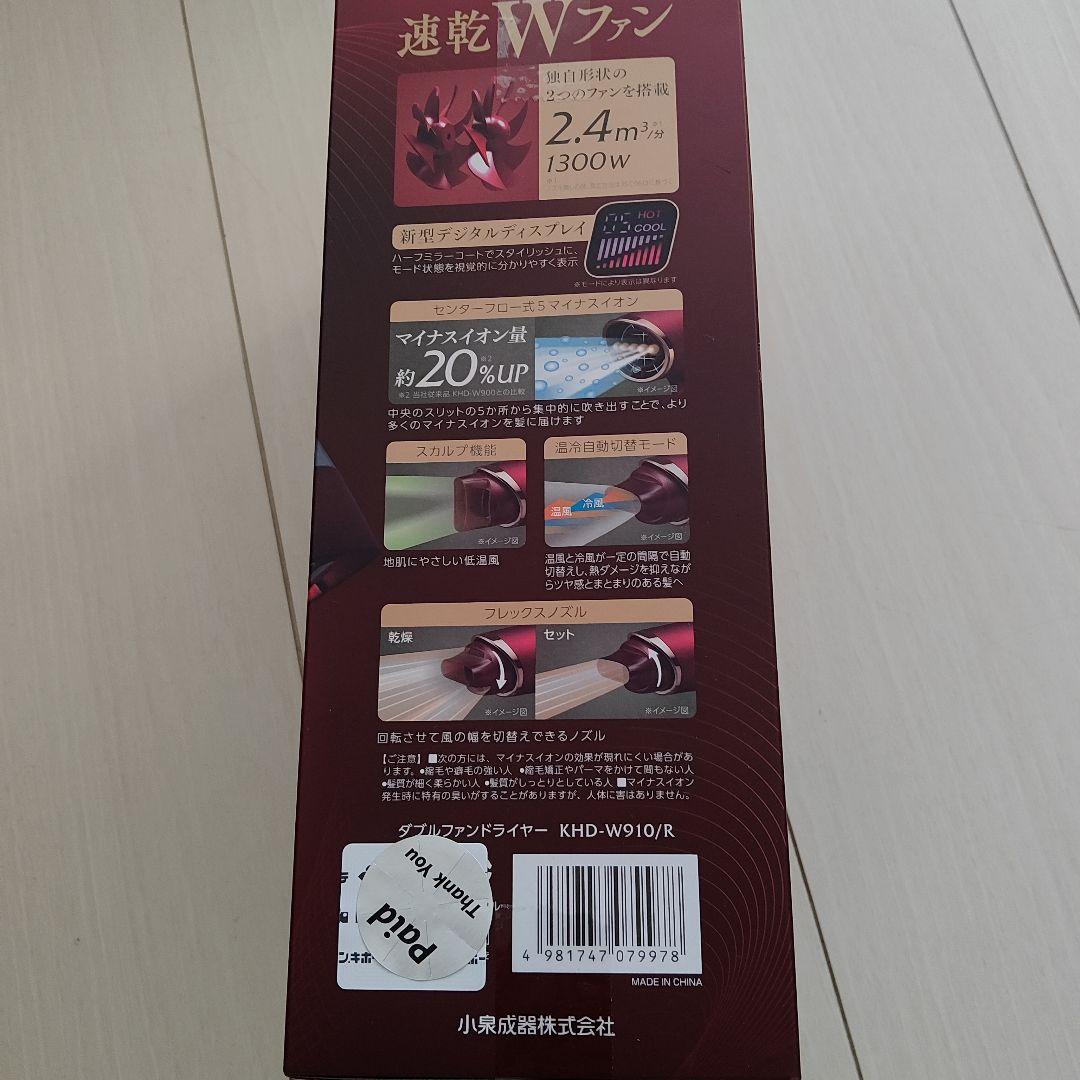 速乾Wファン
独自形状の
2つのファンを搭載
2.4m³/分
※1
1300W
※1
新型デジタルディスプレイ
HOT
COOL
ハーフミラーコートでスタイリッシュに、
モード状態を視覚的に分かりやすく表示
※モードにより表示は異なります
センターフロー式5マイナスイオン
マイナスイオン量
約20%UP
※2
※2 当社従来品 KHD-W900との比較
※イメージ図
中央のスリットの5か所から集中的に吹き出すことで、より
多くのマイナスイオンを髪に届けます
スカルプ機能
※イメージ図
地肌にやさしい低温風
温冷自動切替モード
温風
冷風
※イメージ図
温風と冷風が一定の間隔で自動
切替えし、熱ダメージを抑えなが
らツヤ感とまとまりのある髪へ
フレックスノズル
乾燥
※イメージ図
セット
※イメージ図
回転させて風の幅を切替えできるノズル
【ご注意】 ■次の方には、マイナスイオンの効果が現れにくい場合があ
ります。●縮毛や癖毛の強い人 ●縮毛矯正やパーマをかけて間もない人
●髪質が細く柔らかい人 ●髪質がしっとりとしている人 ■マイナスイオン
発生時に特有の臭いがすることがありますが、人体に害はありません。
ダブルファンドライヤー KHD-W910/R
Paid
Thank You
4 981747 079978
MADE IN CHINA
小泉成器株式会社